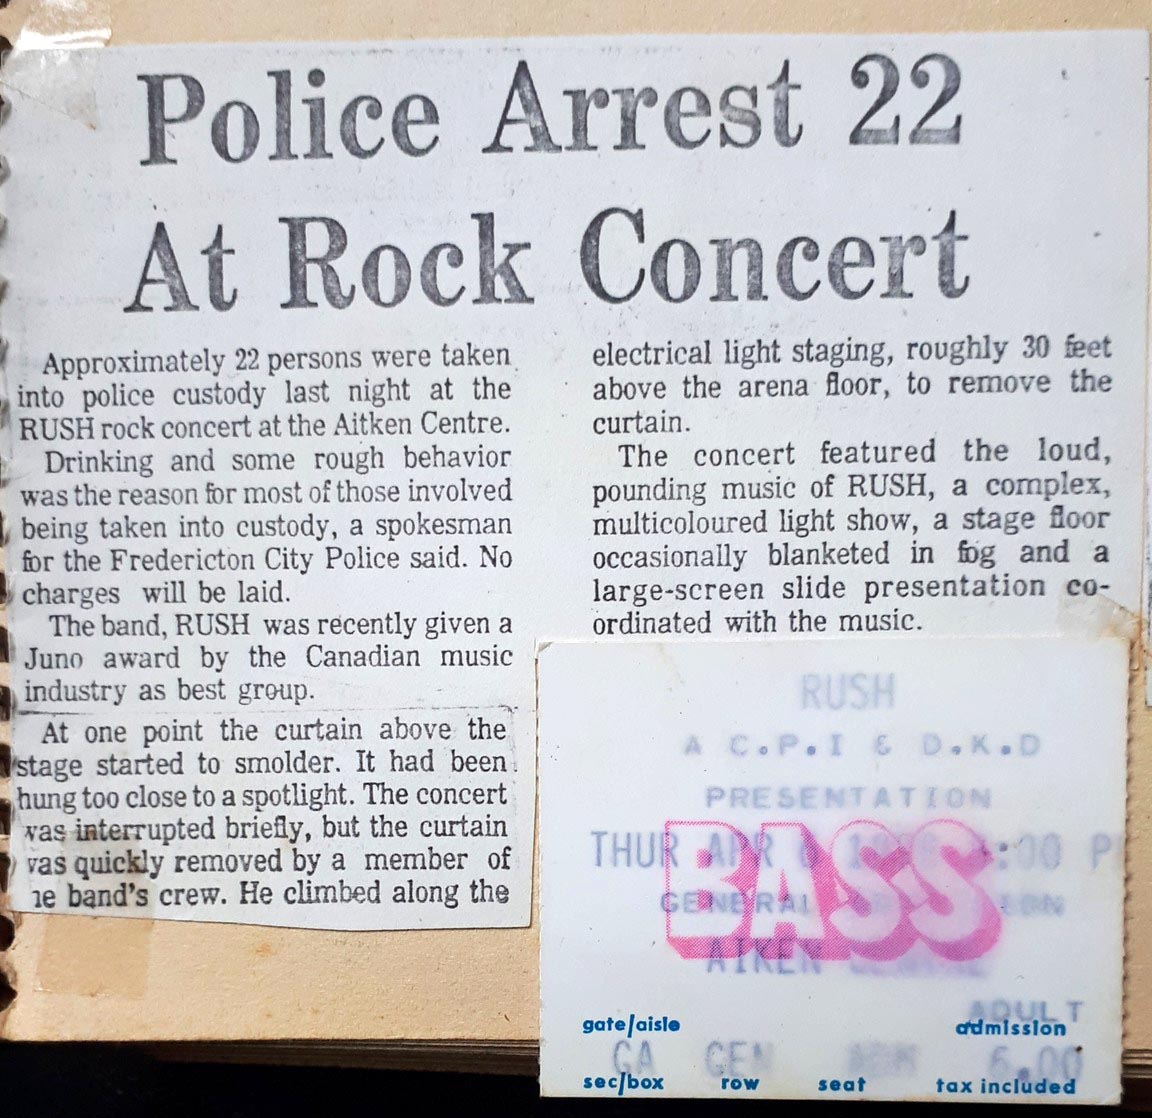 Police Arrest 22
At Rock Concert
Approximately 22 persons were taken
into police custody last night at the
RUSH rock concert at the Aitken Centre.
Drinking and some rough behavior
was the reason for most of those involved
being taken into custody, a spokesman
for the Fredericton City Police said. No
charges will be laid.
The band, RUSH was recently given a
Juno award by the Canadian music
industry as best group.
At one point the curtain above the
stage started to smolder. It had been
hung too close to a spotlight. The concert
was interrupted briefly, but the curtain
was quickly removed by a member of
band's crew. He climbed along the
electrical light staging, roughly 30 feet
above the arena floor, to remove the
curtain.
The concert featured the loud,
pounding music of RUSH, a complex,
multicoloured light show, a stage floor
occasionally blanketed in fog and a
large-screen slide presentation co-
ordinated with the music.
RUSH
A C.P.I & D.K.D
PRESENTATION
THUR APR
BASS
GENERAL
AIKEN
ADULT
gate/aisle admission
GA GEN ADM 6.00
sec/box row seat tax included